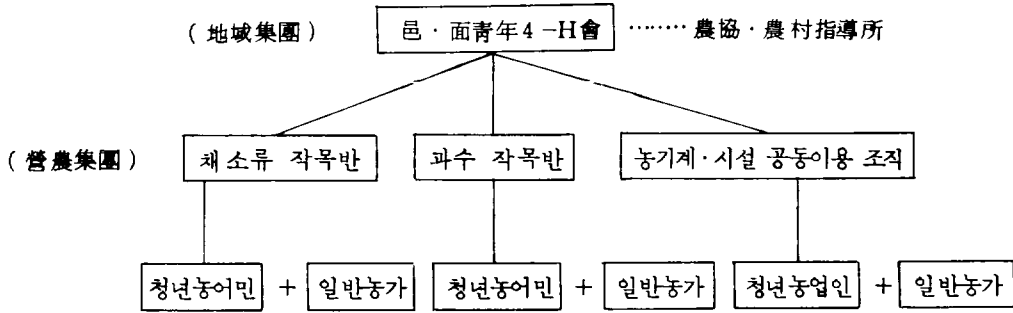 ( 地域集團 ) 邑 · 面靑年 4 -H會 ········ 農協 · 農村指導所
( 營農集團 ) 채소류 작목반 과수 작목반 농기계 · 시설 공동이용 조직
청년농어민 + 일반농가 청년농어민 + 일반농가 청년농업인 + 일반농가